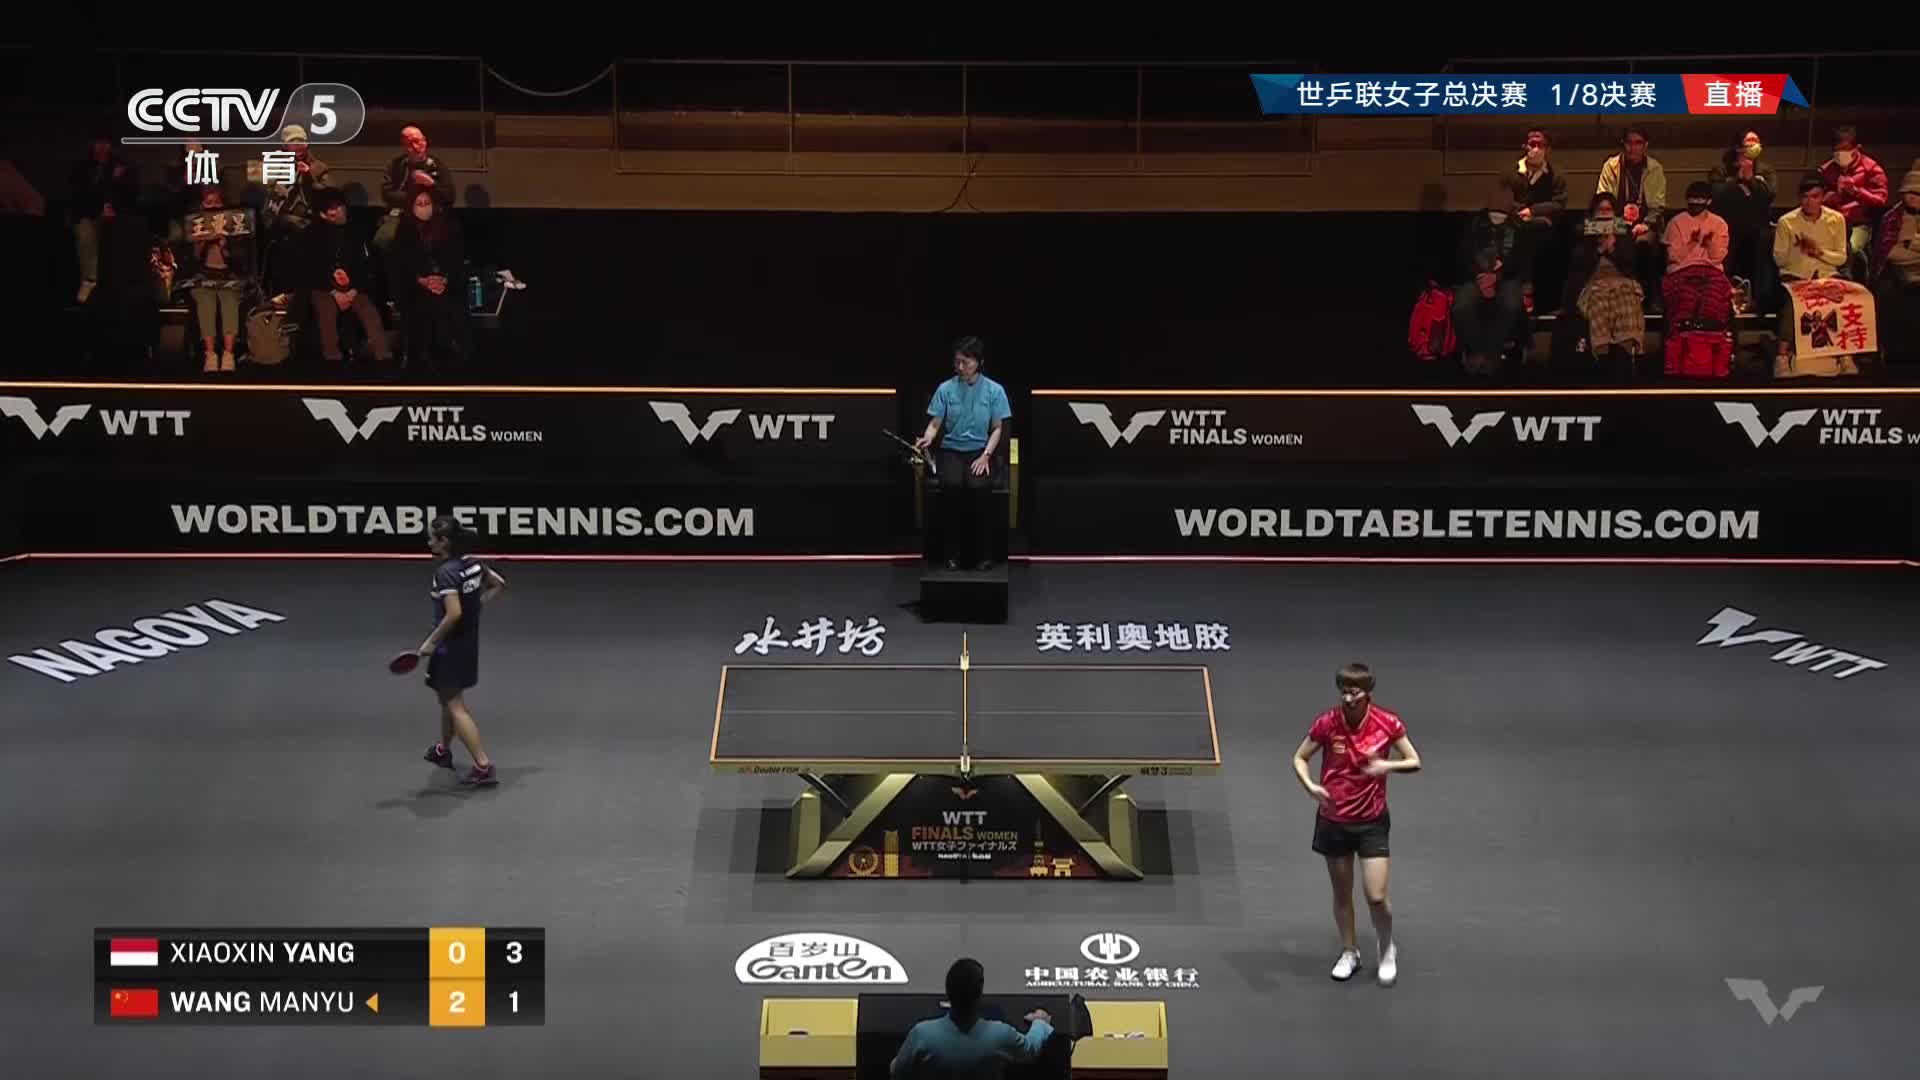 CCTV 5
体 育
世乒联女子总决赛 1/8决赛 直播
支持
WTT
WTT FINALS WOMEN
WTT
WTT FINALS WOMEN
WTT
WTT FINALS W
WORLDTABLETENNIS.COM
WORLDTABLETENNIS.COM
NAGOYA
水井坊
英利奥地胶
WTT
Double FISH
WTT
FINALS WOMEN
WTT女子ファイナルズ
XIAOXIN YANG 0 3
WANG MANYU 2 1
百岁山
Ganten
中国农业银行
AGRICULTURAL BANK OF CHINA